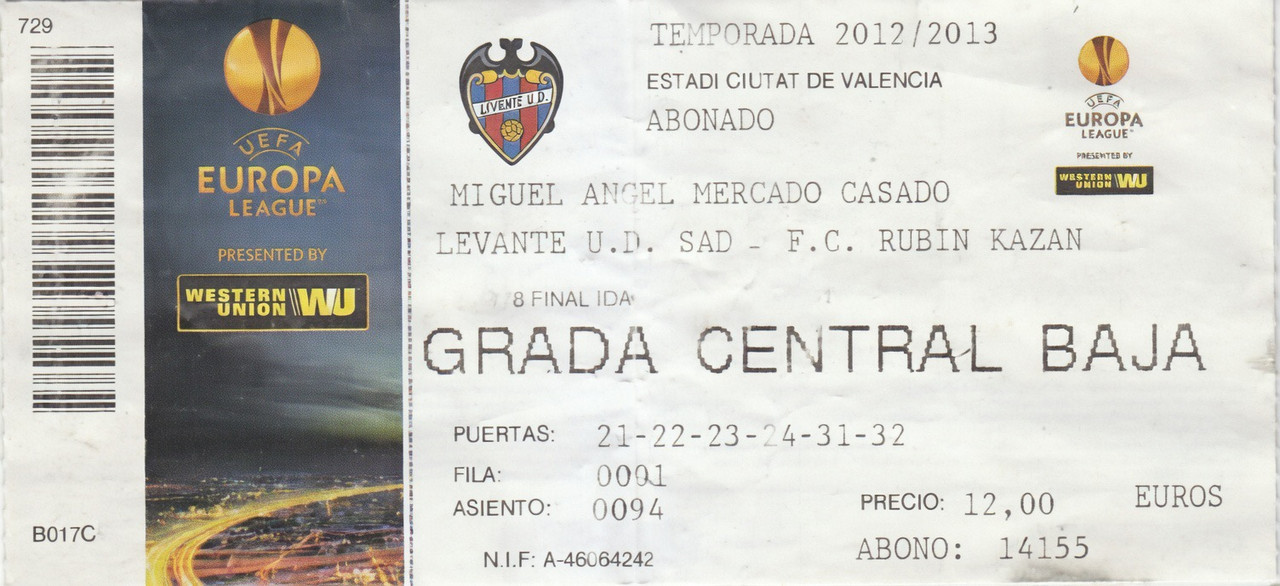 729
B017C
UEFA
EUROPA
LEAGUE
PRESENTED BY
WESTERN
UNION WU
LEVANTE U.D.
TEMPORADA 2012/2013
ESTADI CIUTAT DE VALENCIA
ABONADO
UEFA
EUROPA
LEAGUE
PRESENTED BY
WESTERN
UNION WU
MIGUEL ANGEL MERCADO CASADO
LEVANTE U.D. SAD - F.C. RUBIN KAZAN
8 FINAL IDA
GRADA CENTRAL BAJA
PUERTAS: 21-22-23-24-31-32
FILA: 0001
ASIENTO: 0094
PRECIO: 12,00 EUROS
N.I.F: A-46064242
ABONO: 14155